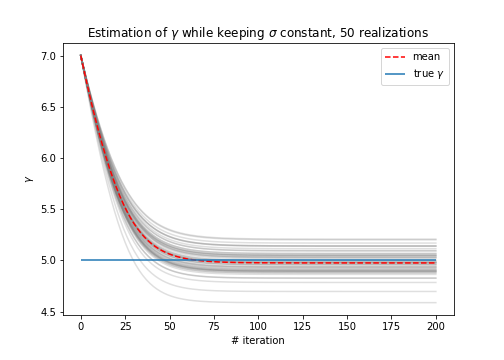 Estimation of γ while keeping σ constant, 50 realizations
mean
true γ
7.0
6.5
6.0
5.5
5.0
4.5
γ
0 25 50 75 100 125 150 175 200
# iteration